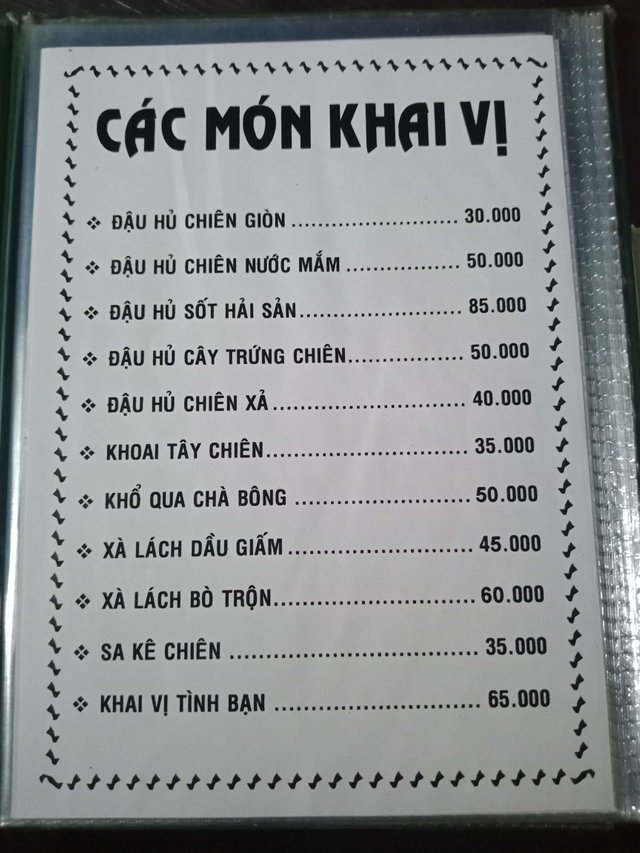 CÁC MÓN KHAI VỊ
❖ ĐẬU HỦ CHIÊN GIÒN ........................ 30.000
❖ ĐẬU HỦ CHIÊN NƯỚC MẮM ................. 50.000
❖ ĐẬU HỦ SỐT HẢI SẢN........................ 85.000
❖ ĐẬU HỦ CÂY TRỨNG CHIÊN................. 50.000
❖ ĐẬU HỦ CHIÊN XẢ ............................ 40.000
❖ KHOAI TÂY CHIÊN............................. 35.000
❖ KHỔ QUA CHÀ BÔNG ......................... 50.000
❖ XÀ LÁCH DẦU GIẤM........................... 45.000
❖ XÀ LÁCH BÒ TRỘN............................. 60.000
❖ SA KÊ CHIÊN ................................... 35.000
❖ KHAI VỊ TÌNH BẠN ............................. 65.000